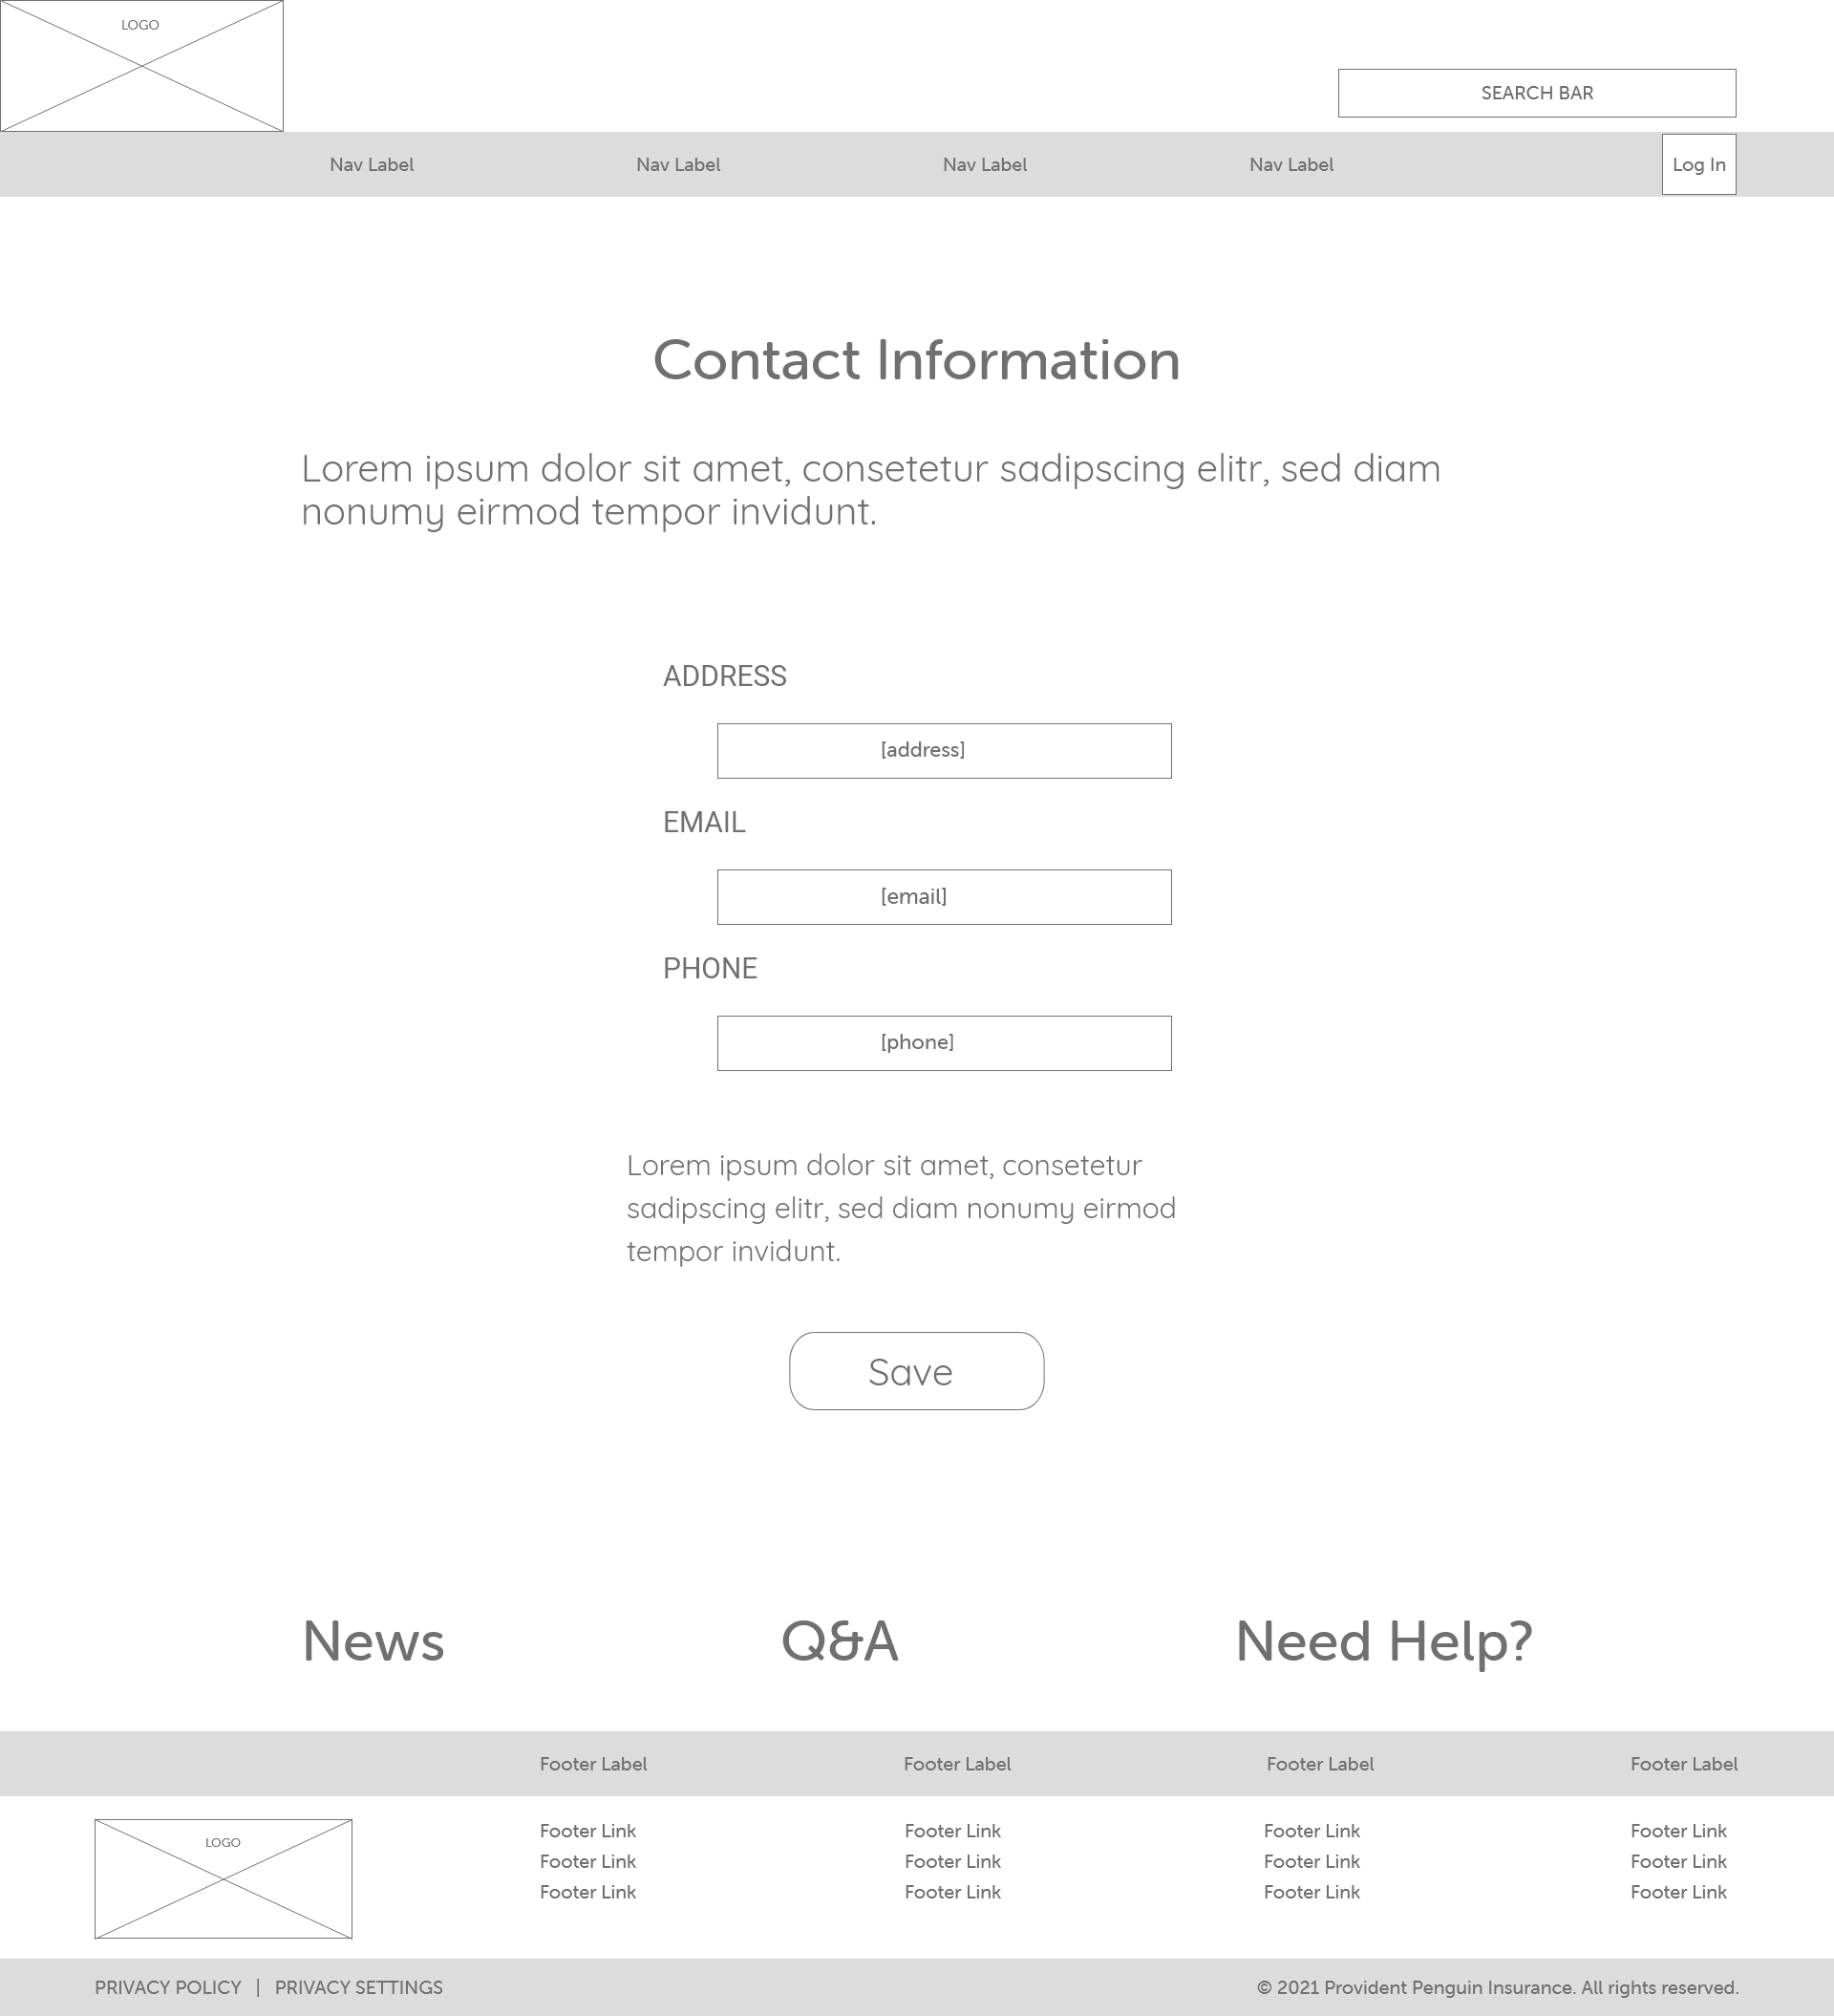 LOGO
SEARCH BAR
Nav Label Nav Label Nav Label Nav Label Log In
Contact Information
Lorem ipsum dolor sit amet, consetetur sadipscing elitr, sed diam
nonumy eirmod tempor invidunt.
ADDRESS
[address]
EMAIL
[email]
PHONE
[phone]
Lorem ipsum dolor sit amet, consetetur
sadipscing elitr, sed diam nonumy eirmod
tempor invidunt.
Save
News Q&A Need Help?
Footer Label Footer Label Footer Label Footer Label
LOGO
Footer Link Footer Link Footer Link Footer Link
Footer Link Footer Link Footer Link Footer Link
Footer Link Footer Link Footer Link Footer Link
PRIVACY POLICY | PRIVACY SETTINGS © 2021 Provident Penguin Insurance. All rights reserved.